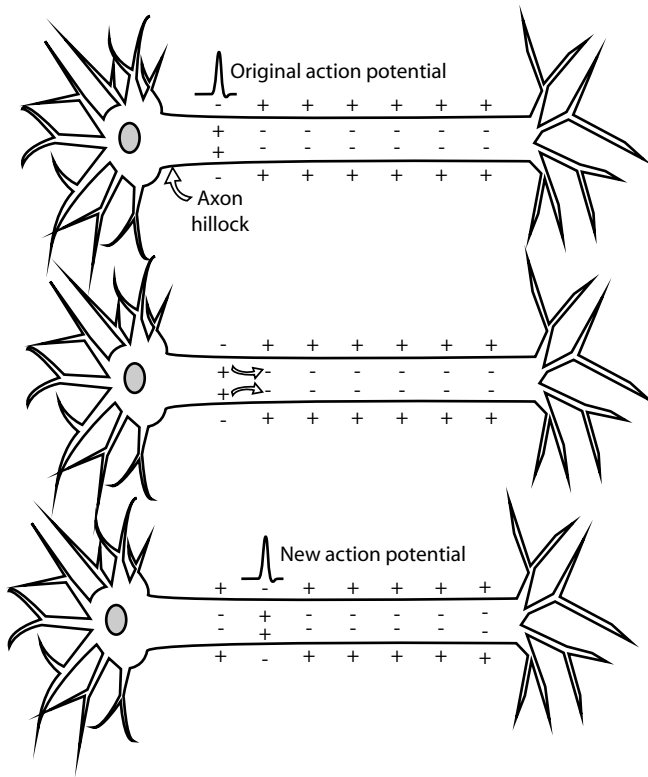 Original action potential
- + + + + + +
+ - - - - - -
+ - - - - - -
- + + + + + +
Axon
hillock
- + + + + + +
+ - - - - - -
+ - - - - - -
- + + + + + +
New action potential
+ - + + + + +
- + - - - - -
- + - - - - -
+ - + + + + +